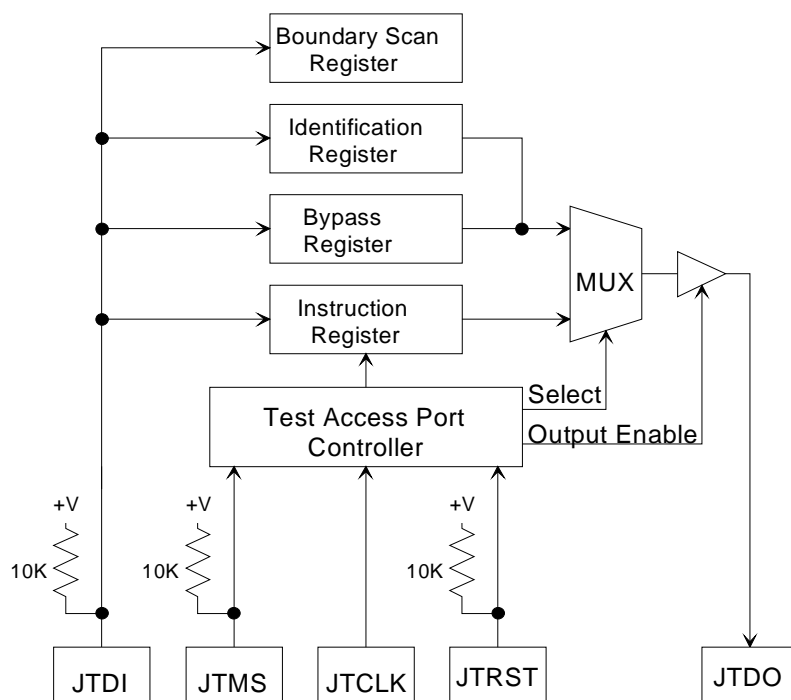 Boundary Scan
Register
Identification
Register
Bypass
Register
MUX
Instruction
Register
Select
Test Access Port
Controller
Output Enable
+V
+V
+V
10K
10K
10K
JTDI
JTMS
JTCLK
JTRST
JTDO